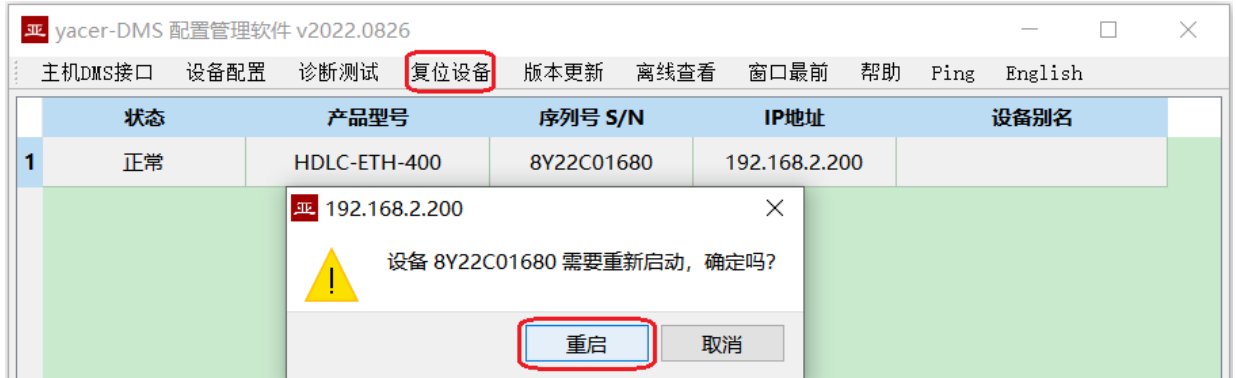 亚 yacer-DMS 配置管理软件 v2022.0826
主机DMS接口 设备配置 诊断测试 复位设备 版本更新 离线查看 窗口最前 帮助 Ping English
状态 产品型号 序列号 S/N IP地址 设备别名
1 正常 HDLC-ETH-400 8Y22C01680 192.168.2.200
亚 192.168.2.200
设备 8Y22C01680 需要重新启动，确定吗?
重启 取消